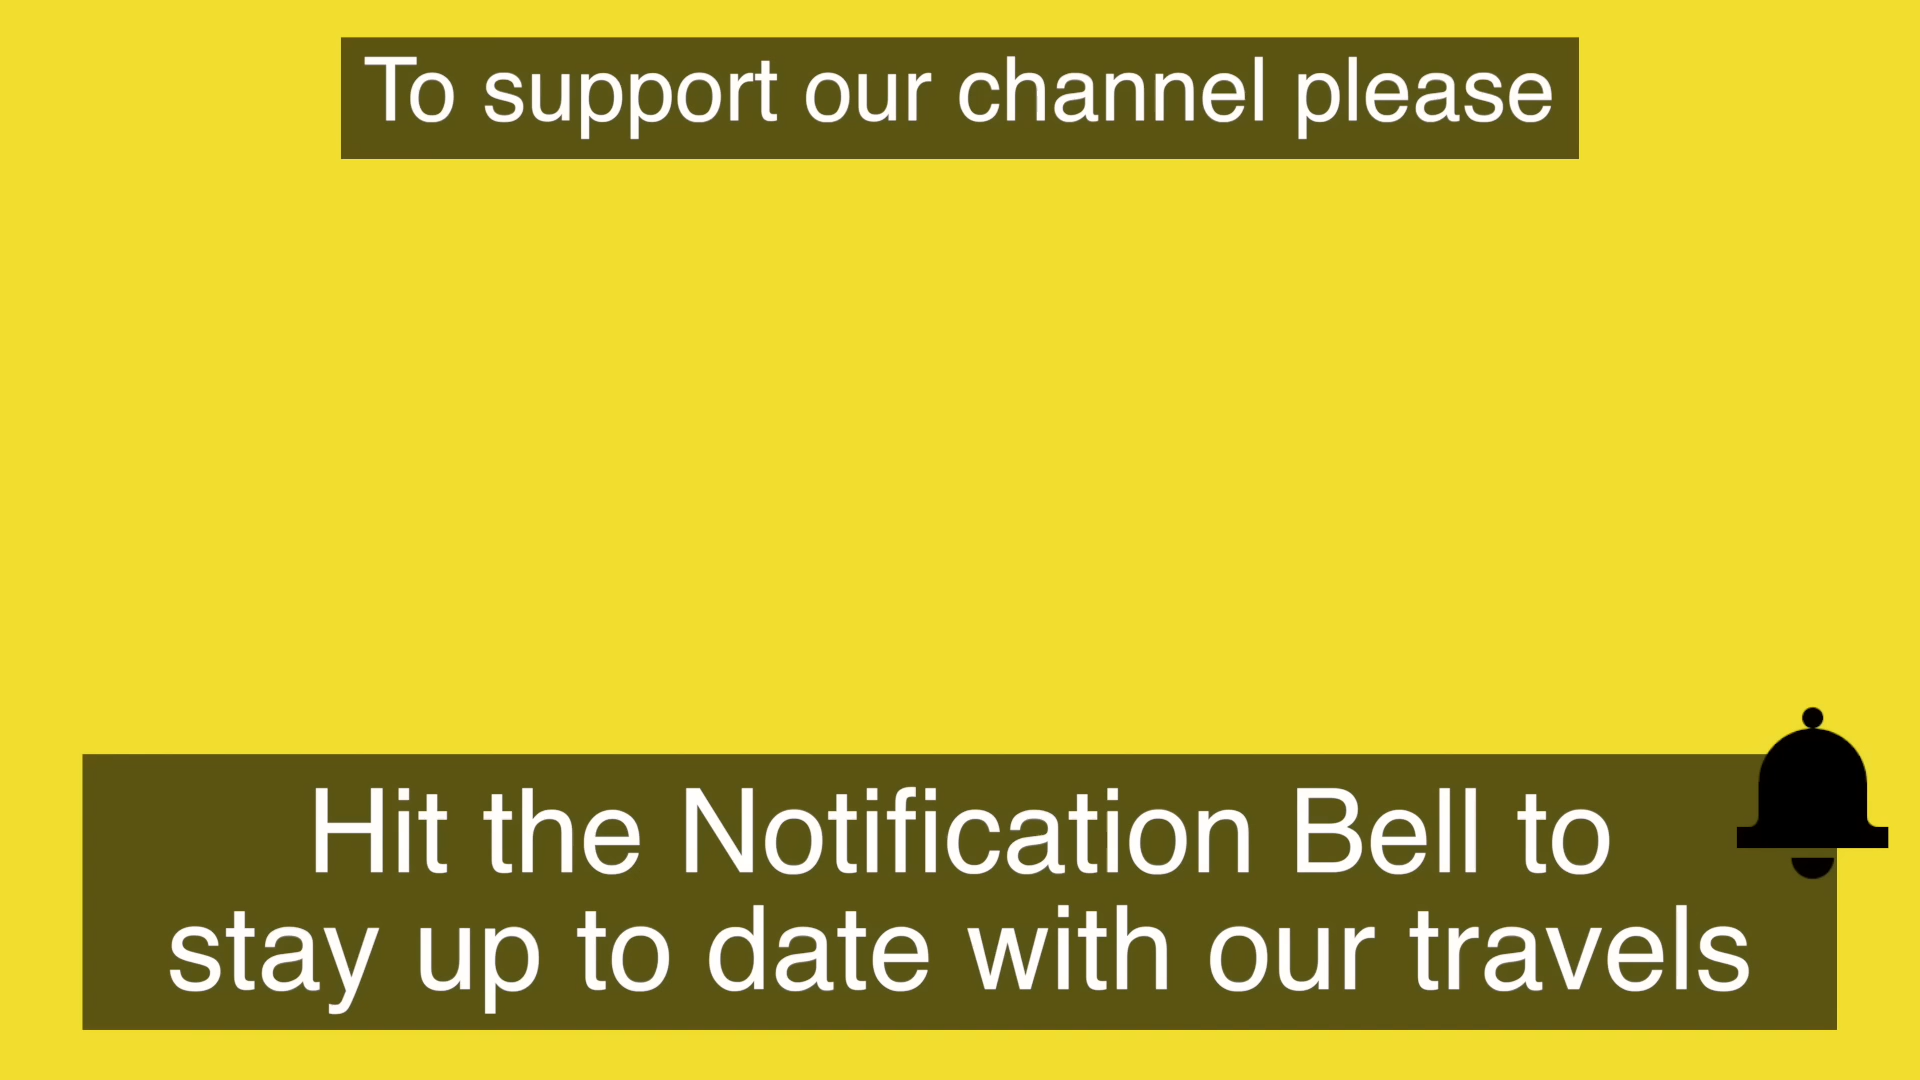 To support our channel please
Hit the Notification Bell to
stay up to date with our travels